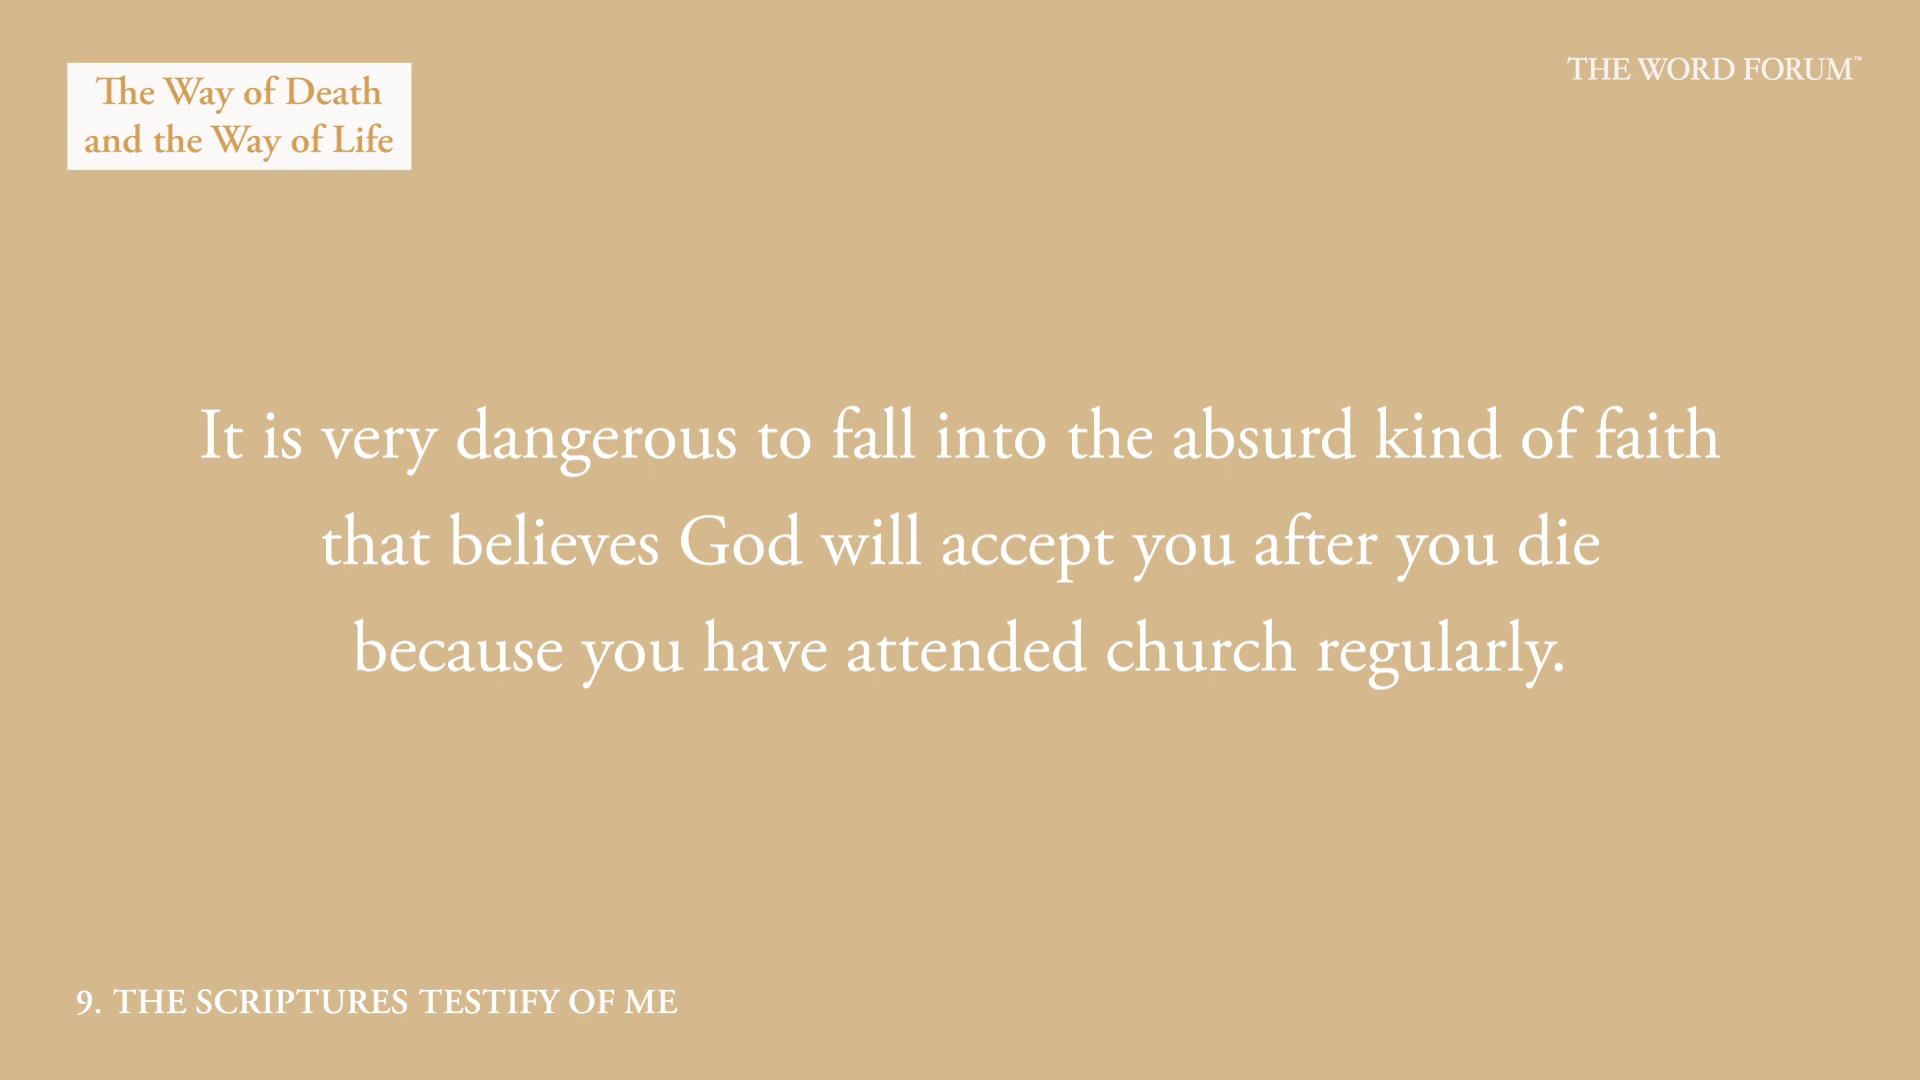 The Way of Death
and the Way of Life
THE WORD FORUM™
It is very dangerous to fall into the absurd kind of faith
that believes God will accept you after you die
because you have attended church regularly.
9. THE SCRIPTURES TESTIFY OF ME